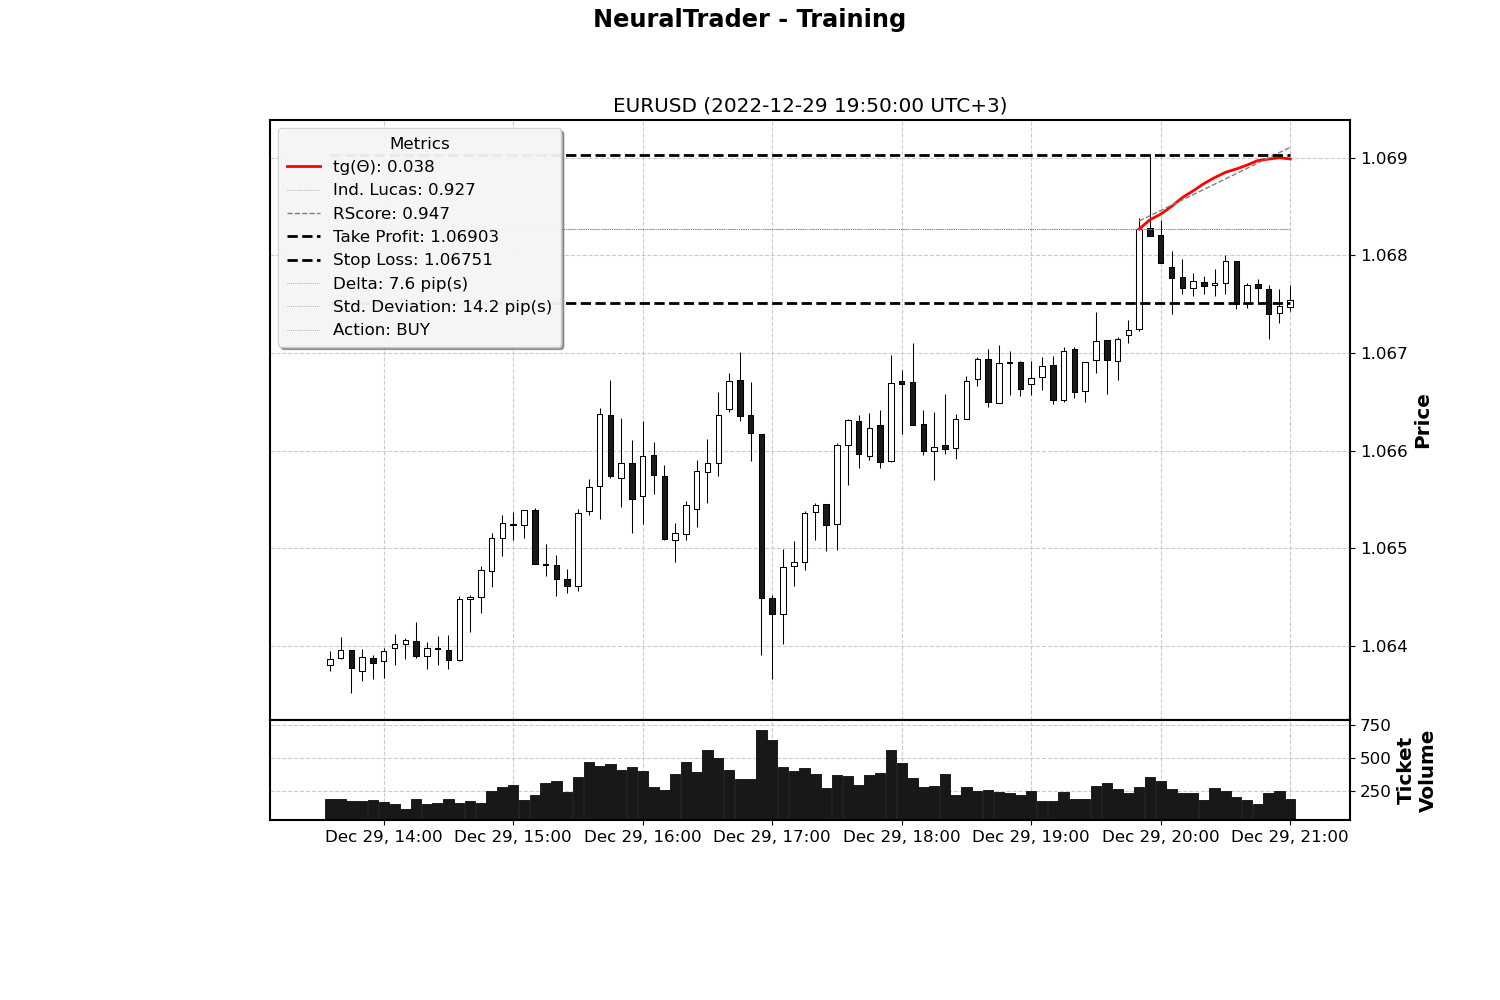 NeuralTrader - Training
EURUSD (2022-12-29 19:50:00 UTC+3)
Metrics
tg(Θ): 0.038
Ind. Lucas: 0.927
RScore: 0.947
Take Profit: 1.06903
Stop Loss: 1.06751
Delta: 7.6 pip(s)
Std. Deviation: 14.2 pip(s)
Action: BUY
1.069
1.068
1.067
1.066
1.065
1.064
Price
750
500
250
Ticket
Volume
Dec 29, 14:00 Dec 29, 15:00 Dec 29, 16:00 Dec 29, 17:00 Dec 29, 18:00 Dec 29, 19:00 Dec 29, 20:00 Dec 29, 21:00